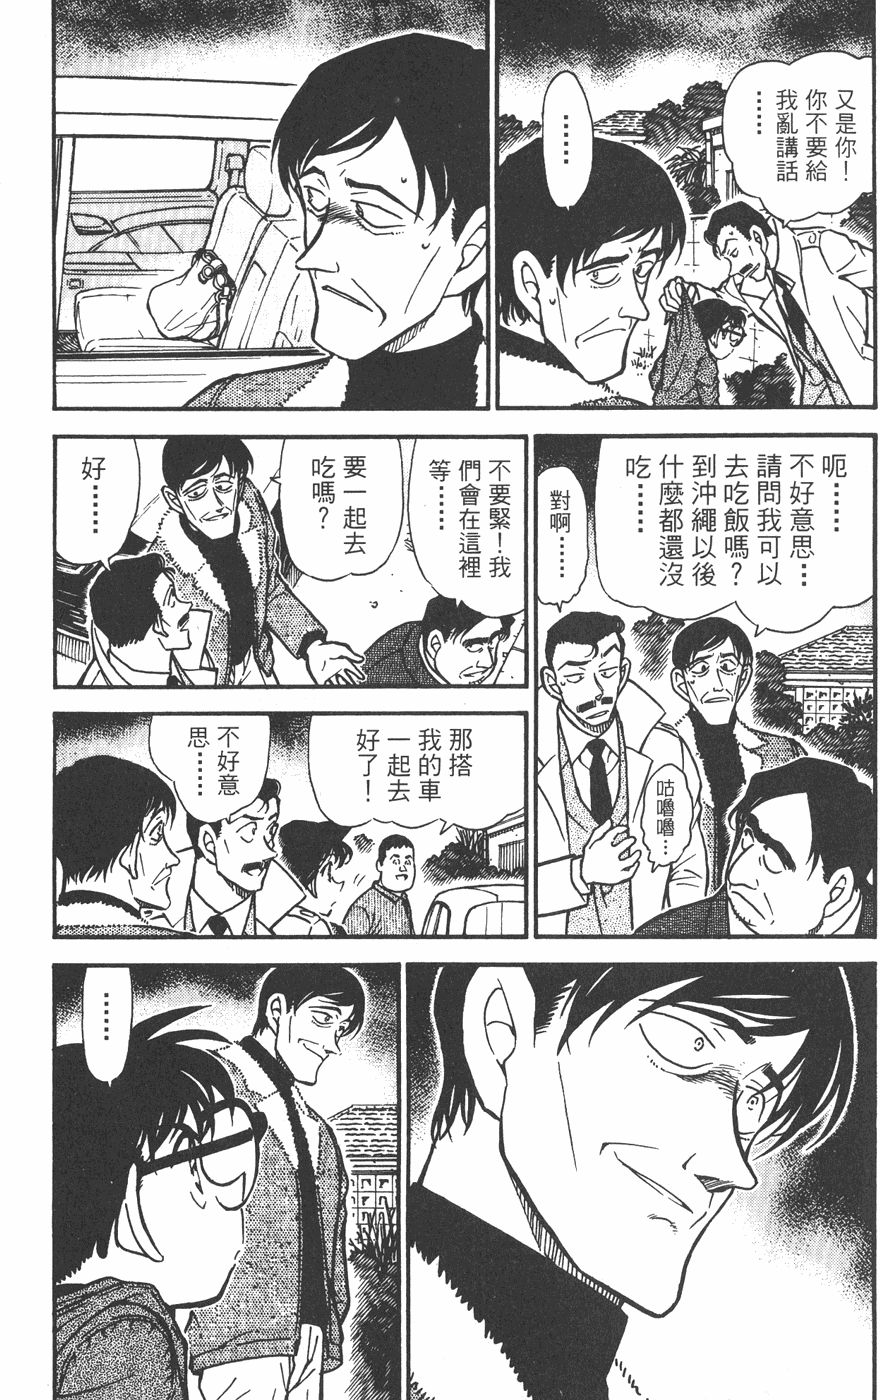 又是你！
你不要給
我亂講話
……
……
呃……
不好意思…
請問我可以
去吃飯嗎？
到沖繩以後
什麼都還沒
吃…
對啊……
咕嚕嚕…
不要緊！我
們會在這裡
等……
要一起去
吃嗎？
好……
那搭
我的車
一起去
好了！
不好意
思……
……